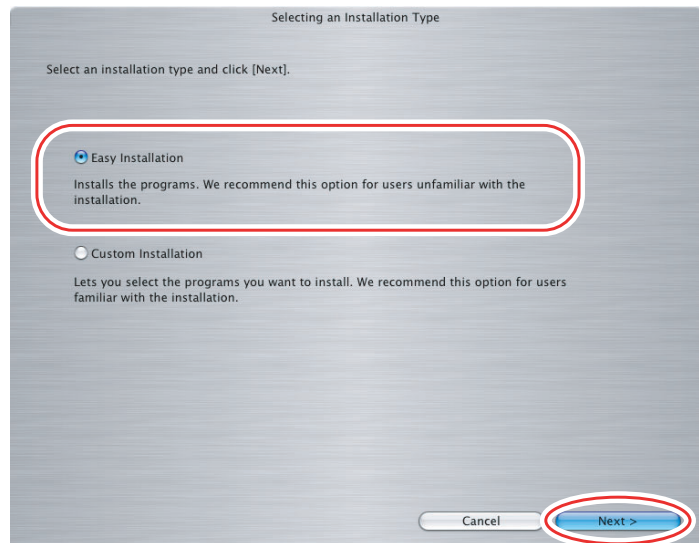 Selecting an Installation Type
Select an installation type and click [Next].
Easy Installation
Installs the programs. We recommend this option for users unfamiliar with the
installation.
Custom Installation
Lets you select the programs you want to install. We recommend this option for users
familiar with the installation.
Cancel
Next >